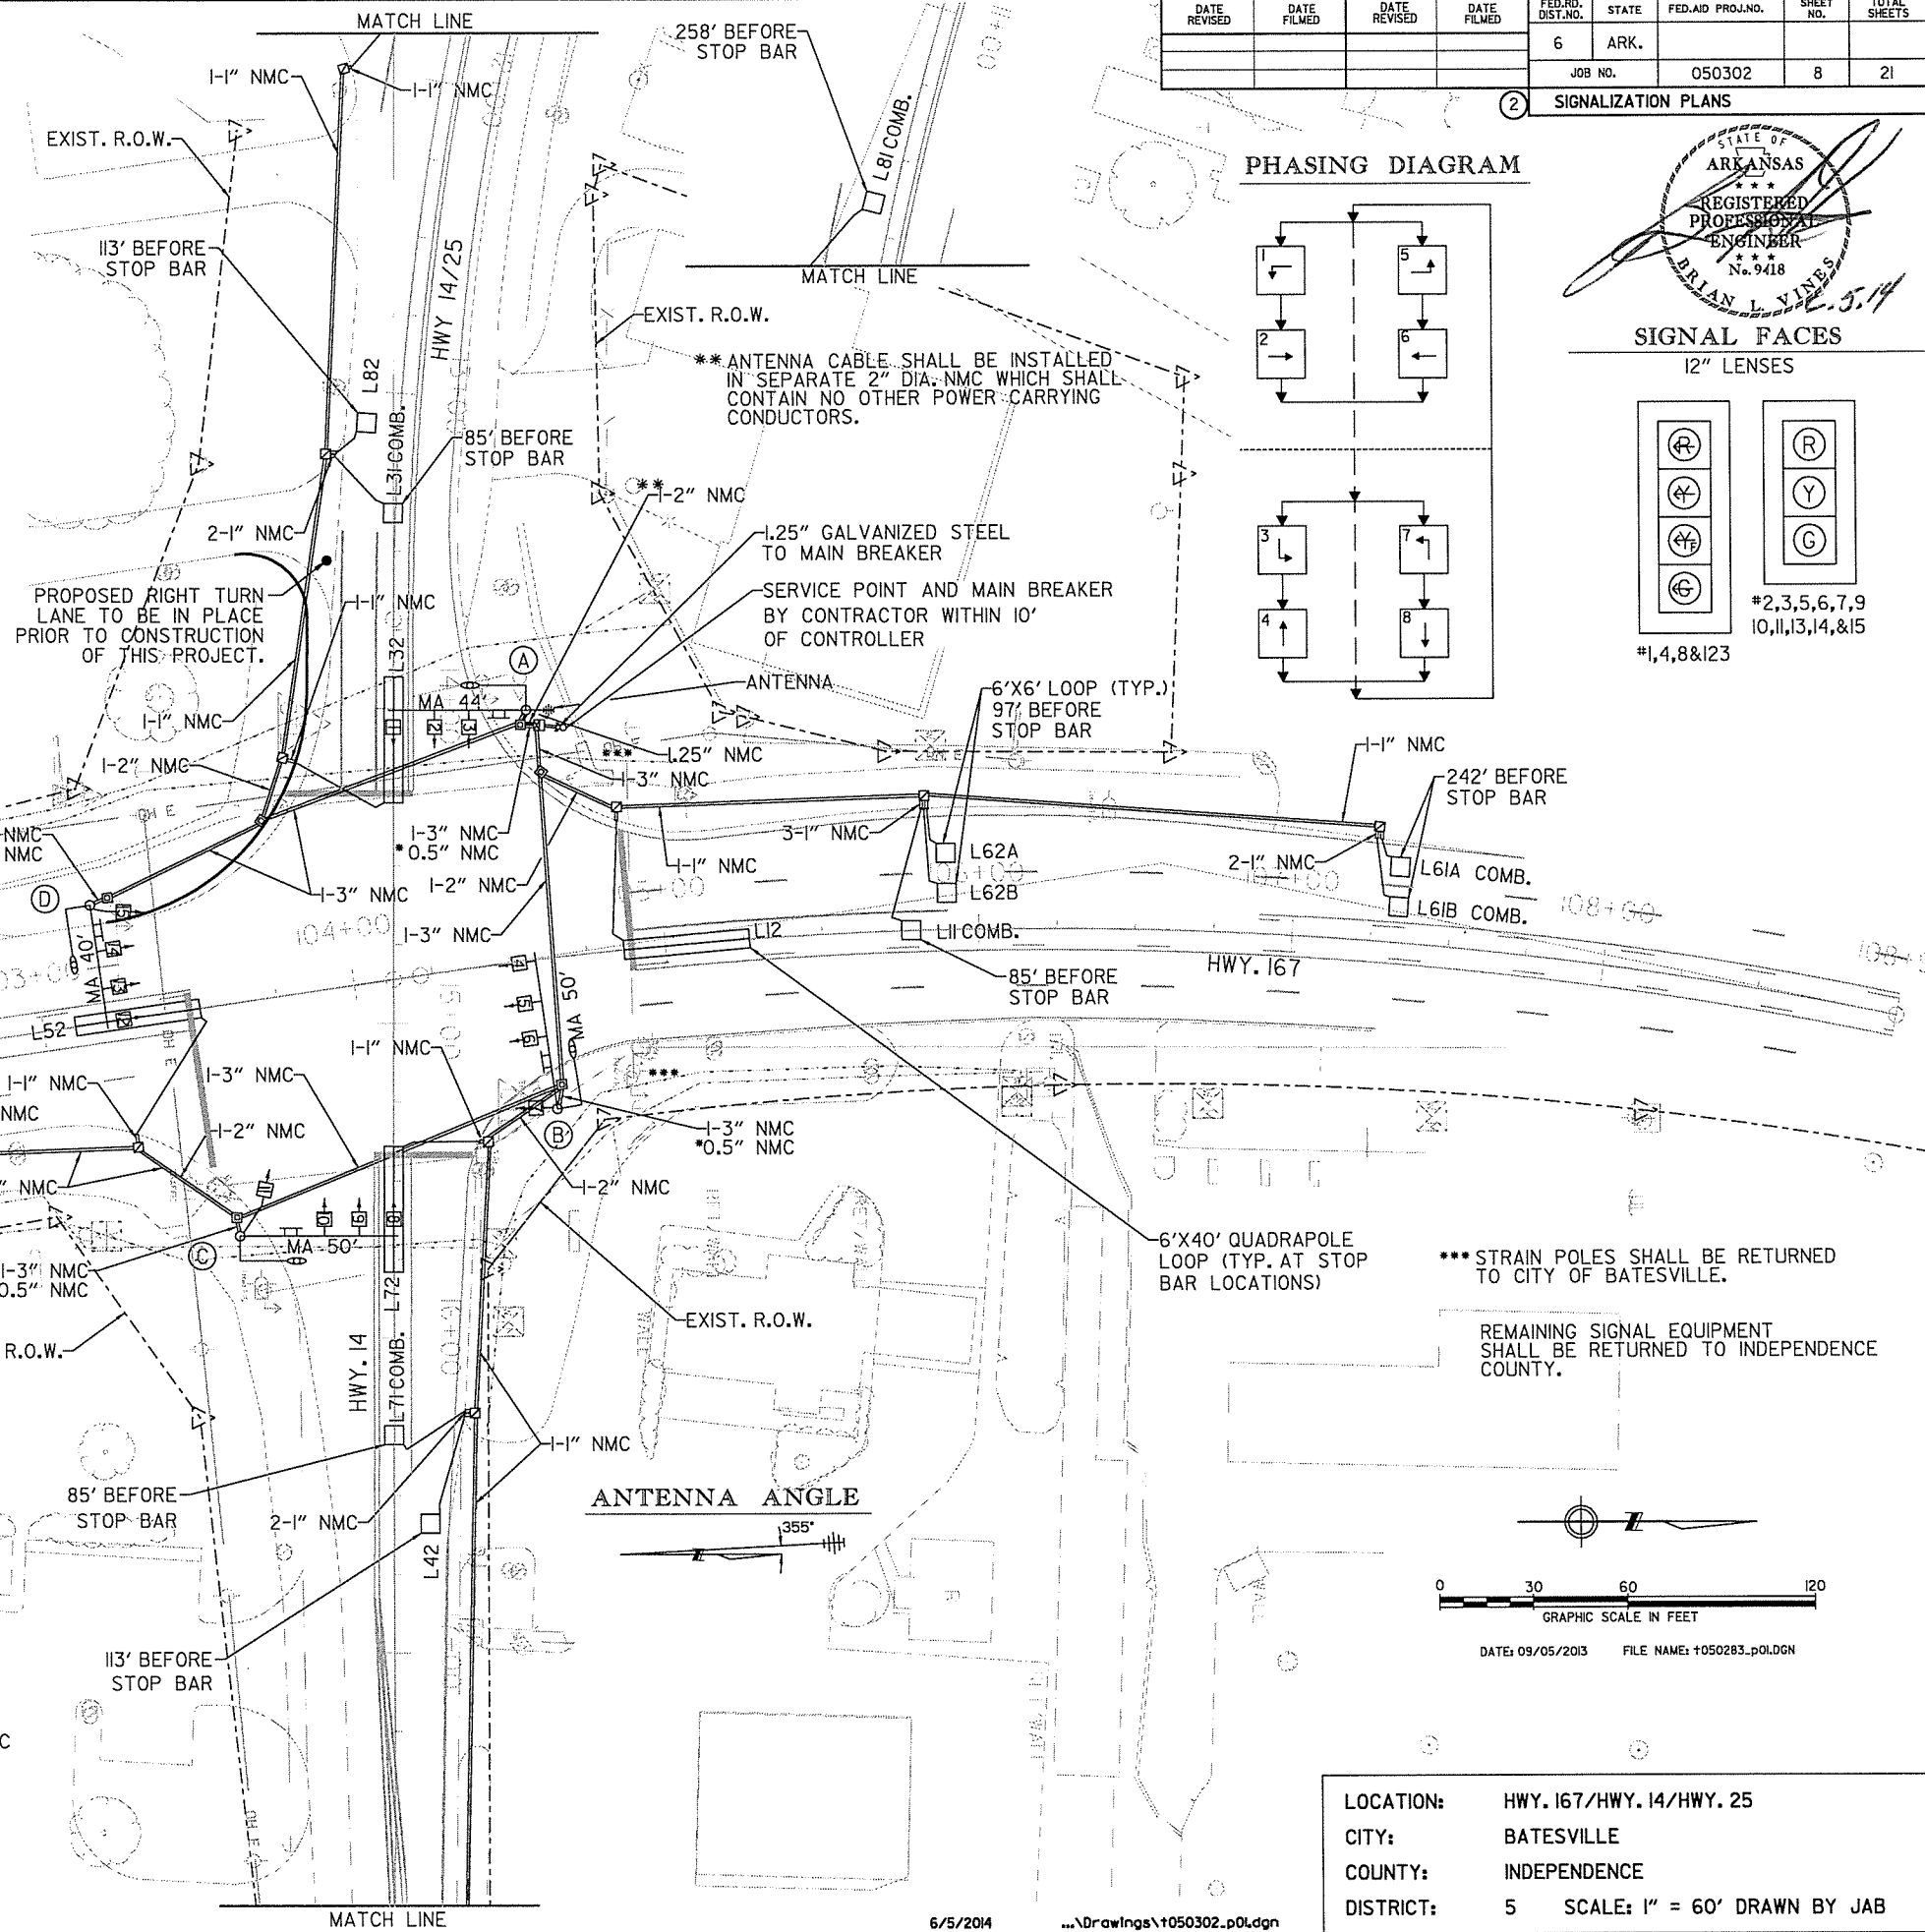 MATCH LINE
1-1" NMC
1-1" NMC
EXIST. R.O.W.
258' BEFORE
STOP BAR
L81 COMB.
MATCH LINE
DATE REVISED
DATE FILMED
DATE REVISED
DATE FILMED
FED.RD. DIST.NO.
STATE
FED.AID PROJ.NO.
SHEET NO.
TOTAL SHEETS
6
ARK.
JOB NO.
050302
8
21
2
SIGNALIZATION PLANS
PHASING DIAGRAM
1
5
2
6
3
7
4
8
STATE OF
ARKANSAS
★ ★ ★
REGISTERED
PROFESSIONAL
ENGINEER
★ ★ ★
No. 9418
BRIAN L. VINES
SIGNAL FACES
12" LENSES
R
Y
Y F
G
R
Y
G
#1,4,8&123
#2,3,5,6,7,9
10,11,13,14,&15
113' BEFORE
STOP BAR
HWY 14/25
L82
L31 COMB.
EXIST. R.O.W.
** ANTENNA CABLE SHALL BE INSTALLED
IN SEPARATE 2" DIA. NMC WHICH SHALL
CONTAIN NO OTHER POWER CARRYING
CONDUCTORS.
85' BEFORE
STOP BAR
2-1" NMC
**
1-2" NMC
1.25" GALVANIZED STEEL
TO MAIN BREAKER
SERVICE POINT AND MAIN BREAKER
BY CONTRACTOR WITHIN 10'
OF CONTROLLER
PROPOSED RIGHT TURN
LANE TO BE IN PLACE
PRIOR TO CONSTRUCTION
OF THIS PROJECT.
1-1" NMC
L32
A
ANTENNA
MA 44'
1-1" NMC
1.25" NMC
***
1-2" NMC
1-3" NMC
6'X6' LOOP (TYP.)
97' BEFORE
STOP BAR
1-1" NMC
242' BEFORE
STOP BAR
NMC
NMC
1-3" NMC
*0.5" NMC
1-1" NMC
3-1" NMC
L62A
L62B
2-1" NMC
L61A COMB.
L61B COMB.
D
1-3" NMC
1-2" NMC
104+00
1-3" NMC
L12
L11 COMB.
85' BEFORE
STOP BAR
HWY. 167
108+00
MA 40'
L52
MA 50'
1-1" NMC
1-1" NMC
NMC
1-3" NMC
1-2" NMC
***
B
1-3" NMC
*0.5" NMC
1-2" NMC
" NMC
C
MA 50'
1-3" NMC
0.5" NMC
L72
R.O.W.
HWY. 14
L71 COMB.
EXIST. R.O.W.
6'X40' QUADRAPOLE
LOOP (TYP. AT STOP
BAR LOCATIONS)
*** STRAIN POLES SHALL BE RETURNED
TO CITY OF BATESVILLE.
REMAINING SIGNAL EQUIPMENT
SHALL BE RETURNED TO INDEPENDENCE
COUNTY.
1-1" NMC
85' BEFORE
STOP BAR
2-1" NMC
L42
ANTENNA ANGLE
355°
113' BEFORE
STOP BAR
0 30 60 120
GRAPHIC SCALE IN FEET
DATE: 09/05/2013 FILE NAME: t050283_p01.DGN
C
MATCH LINE
6/5/2014 ...\Drawings\t050302_p01.dgn
LOCATION: HWY. 167/HWY. 14/HWY. 25
CITY: BATESVILLE
COUNTY: INDEPENDENCE
DISTRICT: 5 SCALE: 1" = 60' DRAWN BY JAB